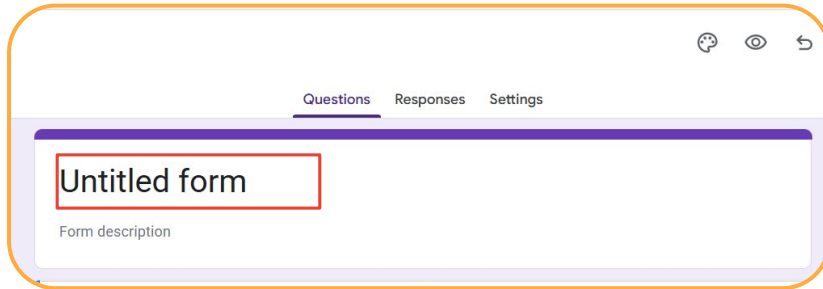 Questions Responses Settings
Untitled form
Form description